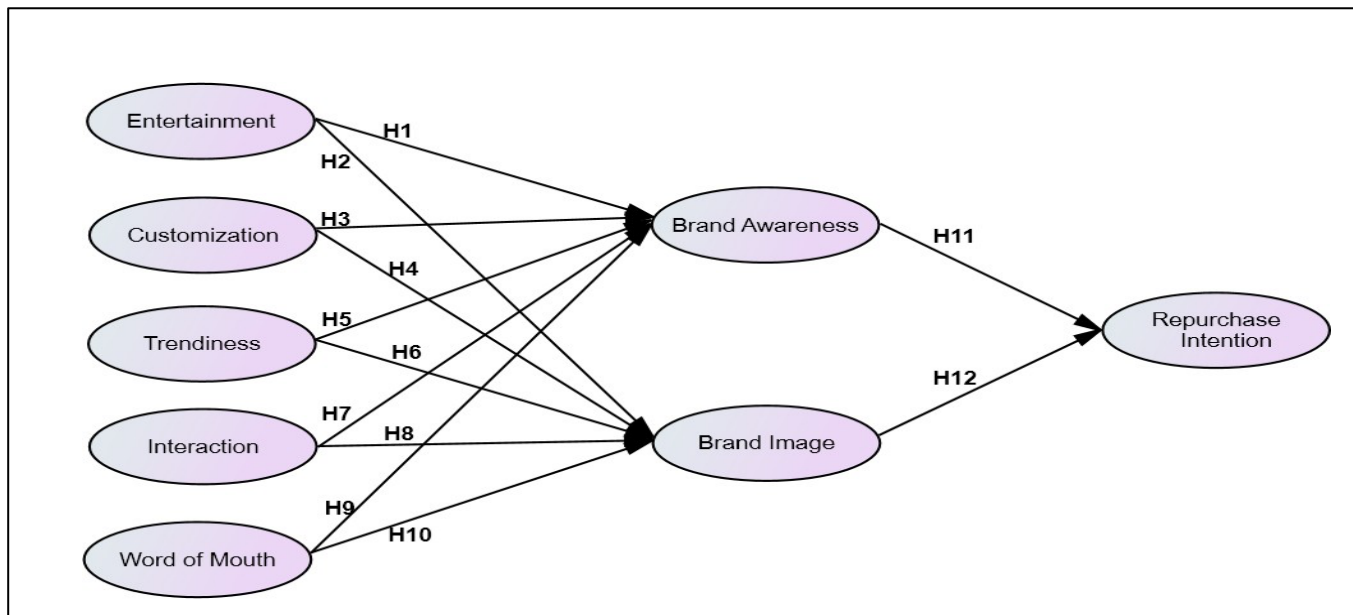 Entertainment
H1
H2
Customization
H3
Brand Awareness
H11
H4
Trendiness
H5
H6
Repurchase
Intention
H12
Interaction
H7
H8
Brand Image
Word of Mouth
H9
H10